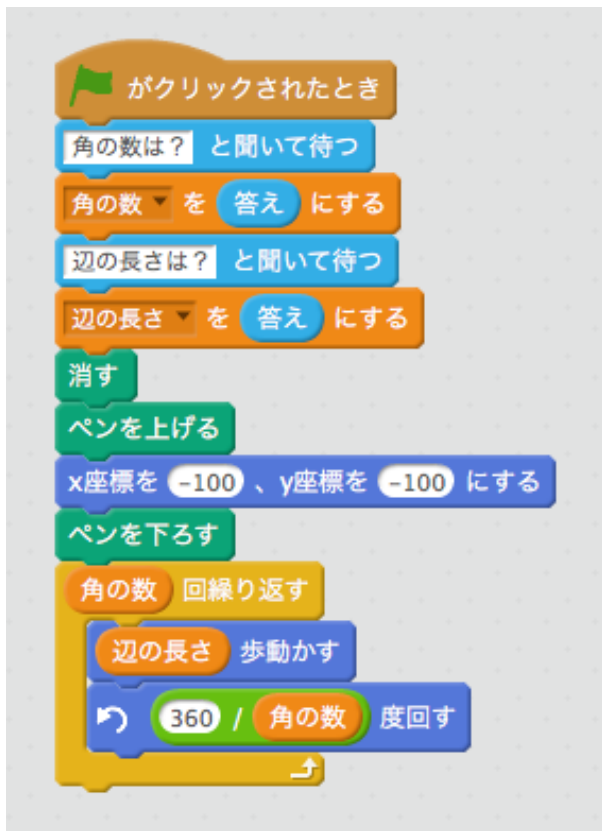 がクリックされたとき
角の数は? と聞いて待つ
角の数 を 答え にする
辺の長さは? と聞いて待つ
辺の長さ を 答え にする
消す
ペンを上げる
x座標を -100 、y座標を -100 にする
ペンを下ろす
角の数 回繰り返す
辺の長さ 歩動かす
360 / 角の数 度回す